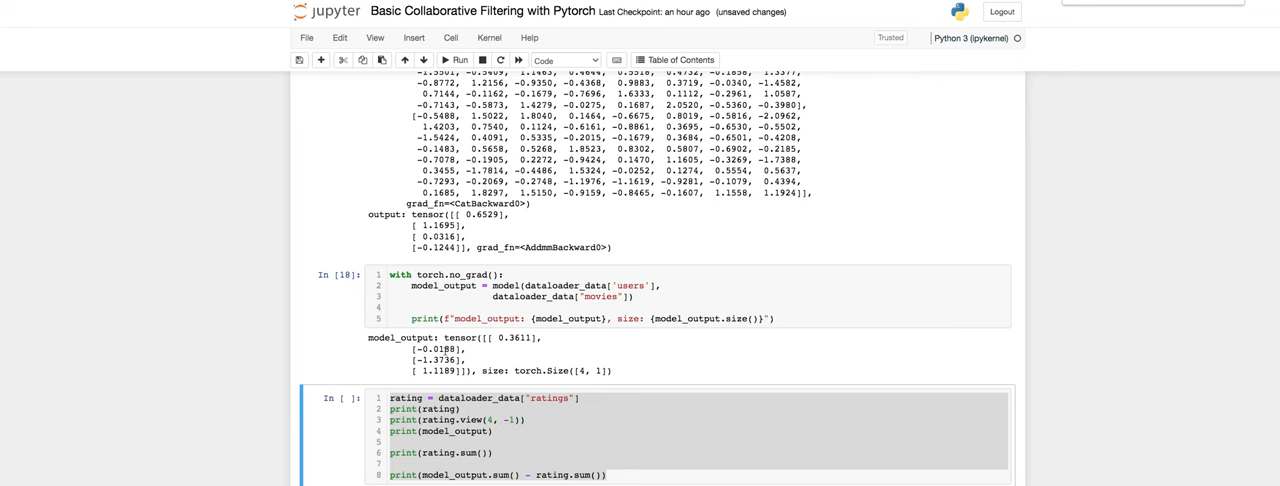 jupyter Basic Collaborative Filtering with Pytorch Last Checkpoint: an hour ago (unsaved changes) Logout
File Edit View Insert Cell Kernel Help Trusted Python 3 (ipykernel)
Run Code Table of Contents
-1.5501, -0.5409, 1.1463, 0.4644, 0.5518, 0.4732, -0.1858, 1.3377,
-0.8772, 1.2156, -0.9350, -0.4368, 0.9883, 0.3719, -0.0340, -1.4582,
0.7144, -0.1162, -0.1679, -0.7696, 1.6333, 0.1112, -0.2961, 1.0587,
-0.7143, -0.5873, 1.4279, -0.0275, 0.1687, 2.0520, -0.5360, -0.3980],
[-0.5488, 1.5022, 1.8040, 0.1464, -0.6675, 0.8019, -0.5816, -2.0962,
1.4203, 0.7540, 0.1124, -0.6161, -0.8861, 0.3695, -0.6530, -0.5502,
-1.5424, 0.4091, 0.5335, -0.2015, -0.1679, 0.3684, -0.6501, -0.4208,
-0.1483, 0.5658, 0.5268, 1.8523, 0.8302, 0.5807, -0.6902, -0.2185,
-0.7078, -0.1905, 0.2272, -0.9424, 0.1470, 1.1605, -0.3269, -1.7388,
0.3455, -1.7814, -0.4486, 1.5324, -0.0252, 0.1274, 0.5554, 0.5637,
-0.7293, -0.2069, -0.2748, -1.1976, -1.1619, -0.9281, -0.1079, 0.4394,
0.1685, 1.8297, 1.5150, -0.9159, -0.8465, -0.1607, 1.1558, 1.1924]],
grad_fn=<CatBackward0>)
output: tensor([[ 0.6529],
[ 1.1695],
[ 0.0316],
[-0.1244]], grad_fn=<AddmmBackward0>)
In [18]: 1 with torch.no_grad():
2 model_output = model(dataloader_data['users'],
3 dataloader_data["movies"])
4
5 print(f"model_output: {model_output}, size: {model_output.size()}")
model_output: tensor([[ 0.3611],
[-0.0188],
[-1.3736],
[ 1.1189]]), size: torch.Size([4, 1])
In [ ]: 1 rating = dataloader_data["ratings"]
2 print(rating)
3 print(rating.view(4, -1))
4 print(model_output)
5
6 print(rating.sum())
7
8 print(model_output.sum() - rating.sum())